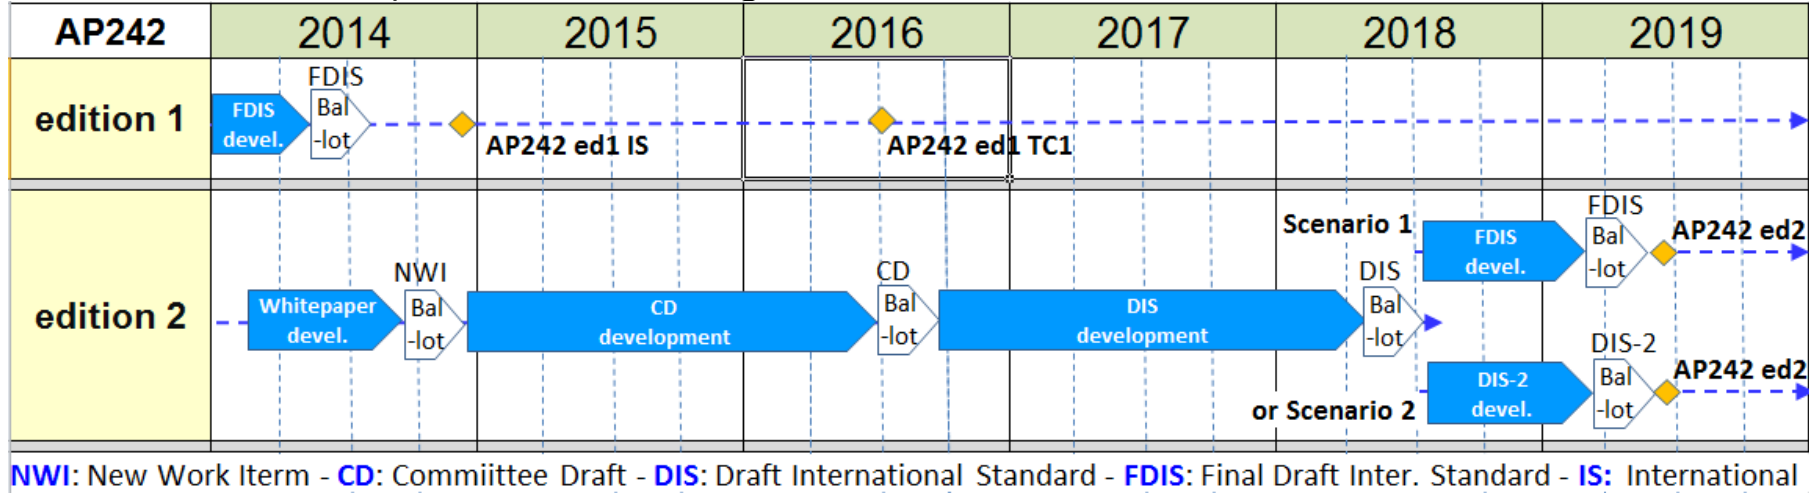 AP242 2014 2015 2016 2017 2018 2019
edition 1
FDIS
devel.
FDIS
Bal
-lot
AP242 ed1 IS
AP242 ed1 TC1
edition 2
Whitepaper
devel.
NWI
Bal
-lot
CD
development
CD
Bal
-lot
DIS
development
DIS
Bal
-lot
Scenario 1
FDIS
devel.
FDIS
Bal
-lot
AP242 ed2
or Scenario 2
DIS-2
devel.
DIS-2
Bal
-lot
AP242 ed2
NWI: New Work Iterm - CD: Commiittee Draft - DIS: Draft International Standard - FDIS: Final Draft Inter. Standard - IS: International